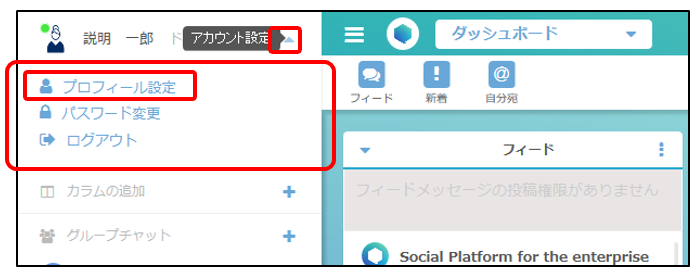 説明 一郎 ド アカウント設定
プロフィール設定
パスワード変更
ログアウト
カラムの追加
グループチャット
ダッシュボード
フィード 新着 自分宛
フィード
フィードメッセージの投稿権限がありません
Social Platform for the enterprise